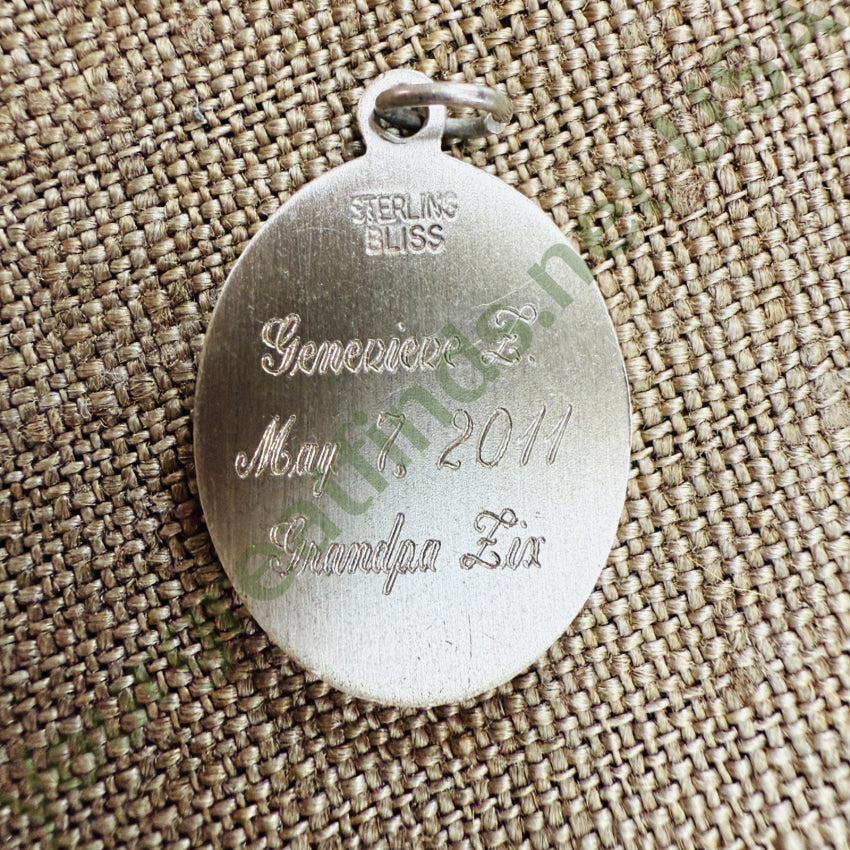 STERLING
BLISS
Genevieve Z.
May 7, 2011
Grandpa Zix